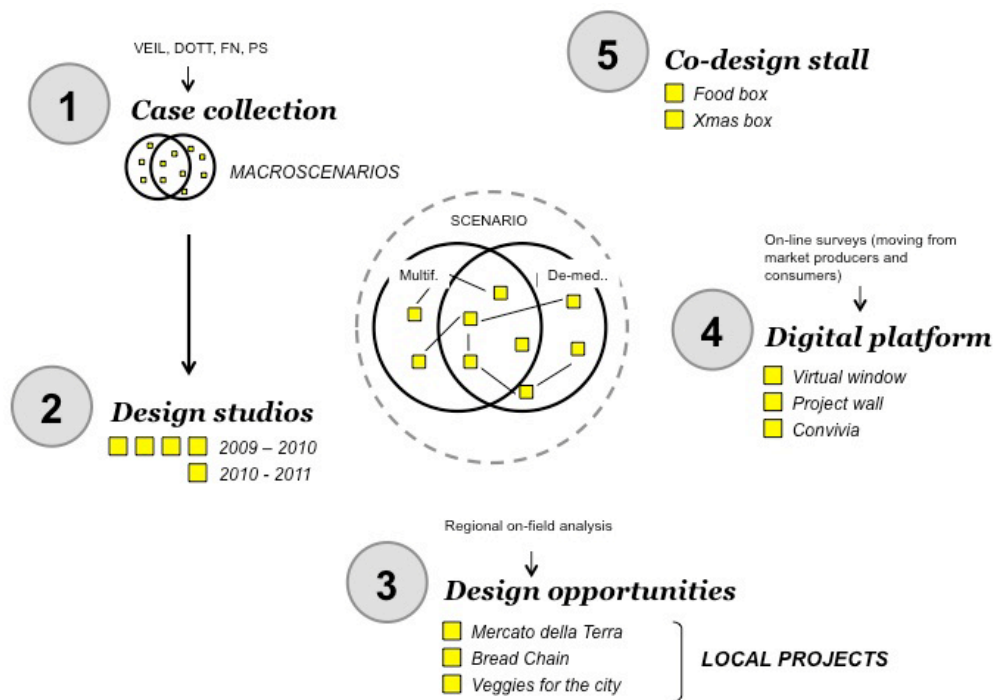 VEIL, DOTT, FN, PS
1
Case collection
MACROSCENARIOS
2
Design studios
2009 – 2010
2010 - 2011
SCENARIO
Multif.
De-med..
Regional on-field analysis
3
Design opportunities
Mercato della Terra
Bread Chain
Veggies for the city
LOCAL PROJECTS
On-line surveys (moving from
market producers and
consumers)
4
Digital platform
Virtual window
Project wall
Convivia
5
Co-design stall
Food box
Xmas box